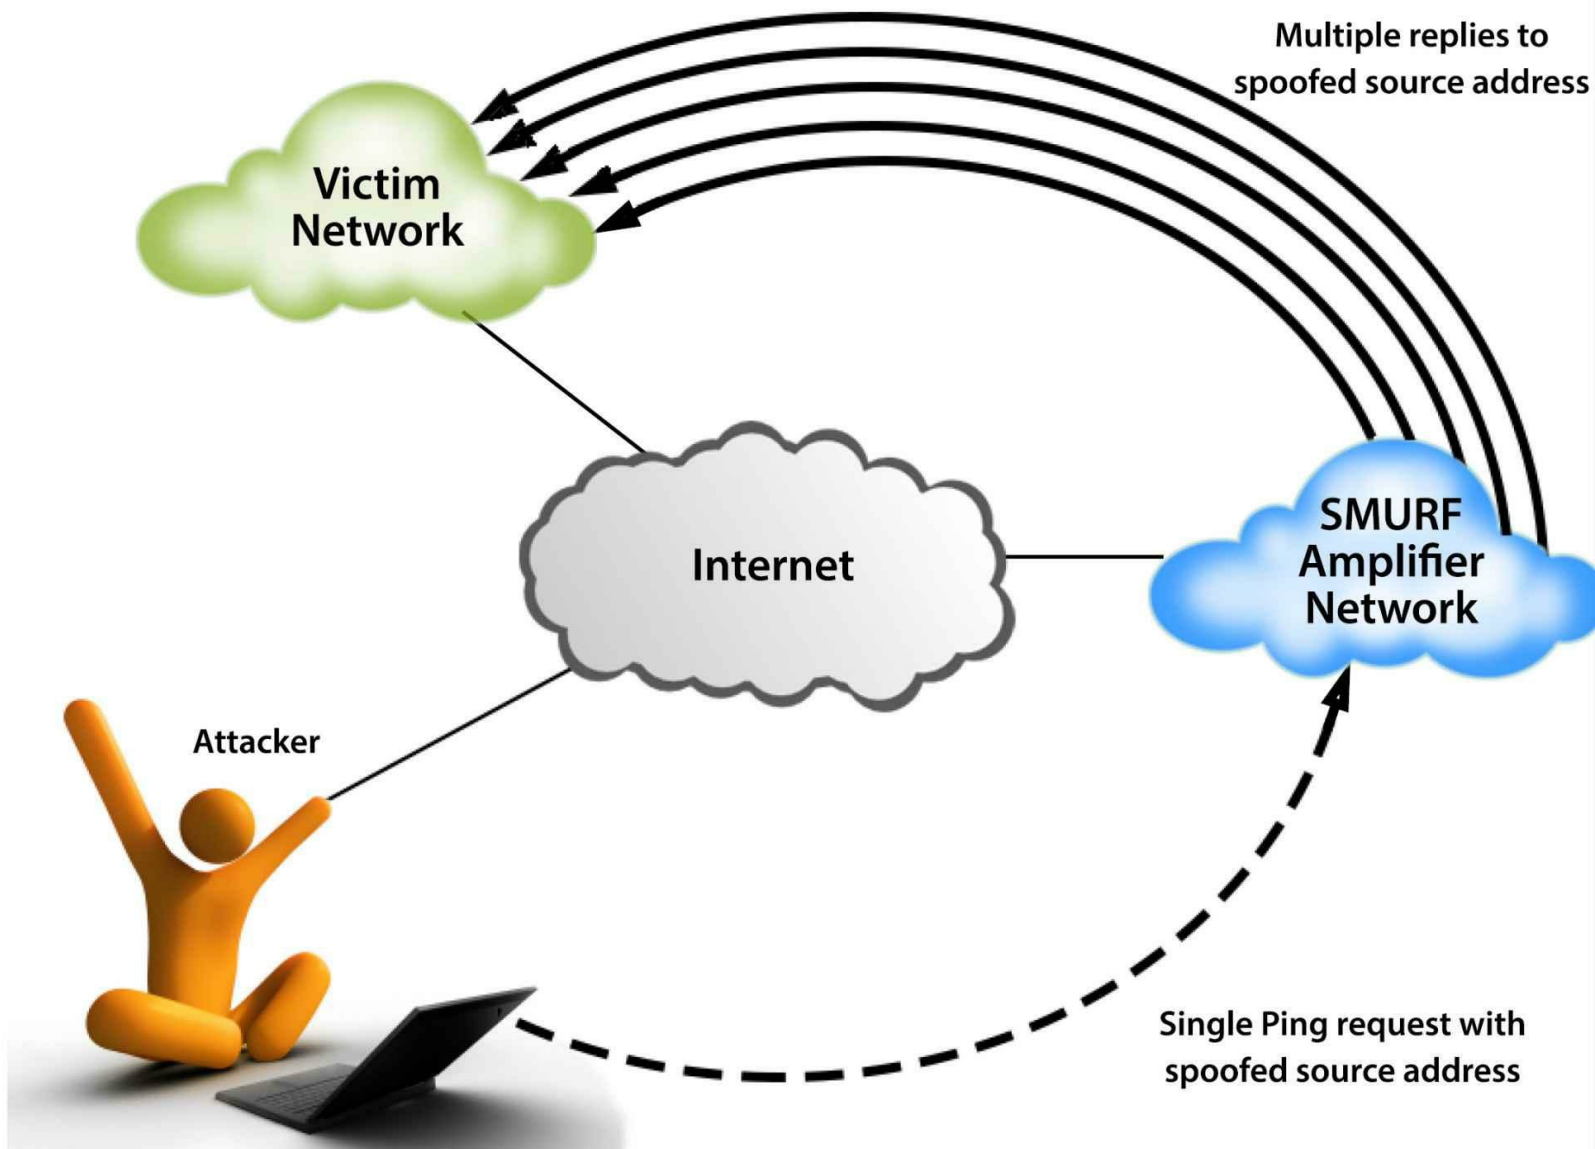 Multiple replies to
spoofed source address
Victim
Network
Internet
SMURF
Amplifier
Network
Attacker
Single Ping request with
spoofed source address